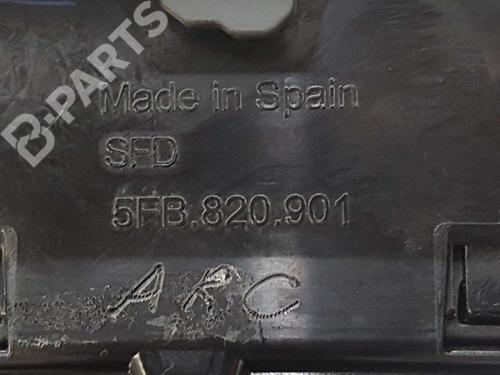 B-PARTS
Made in Spain
SFD
5FB.820.901
ARC